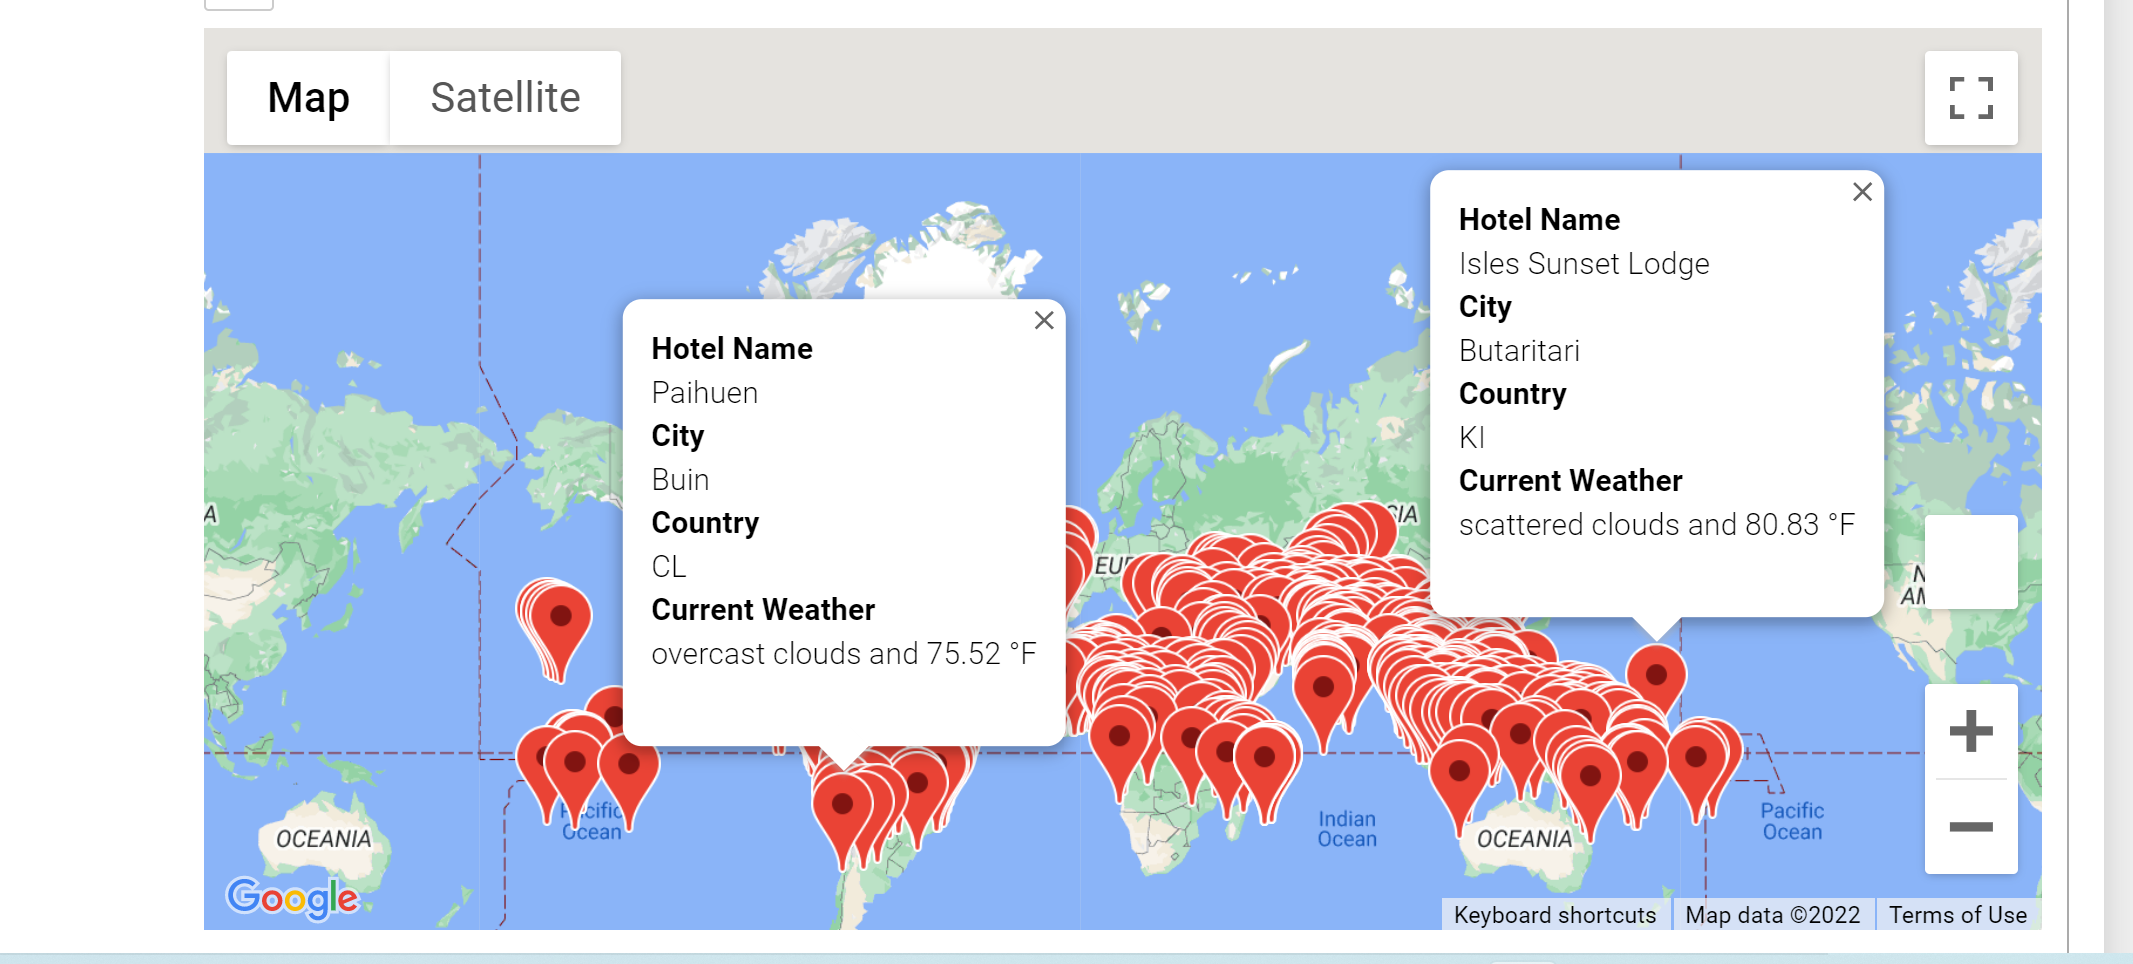 Map
Satellite
Hotel Name
Isles Sunset Lodge
City
Butaritari
Country
KI
Current Weather
scattered clouds and 80.83 °F
Hotel Name
Paihuen
City
Buin
Country
CL
Current Weather
overcast clouds and 75.52 °F
A
EUR
SIA
N
AM
Pacific
Ocean
Indian
Ocean
Pacific
Ocean
OCEANIA
OCEANIA
Google
Keyboard shortcuts
Map data ©2022
Terms of Use